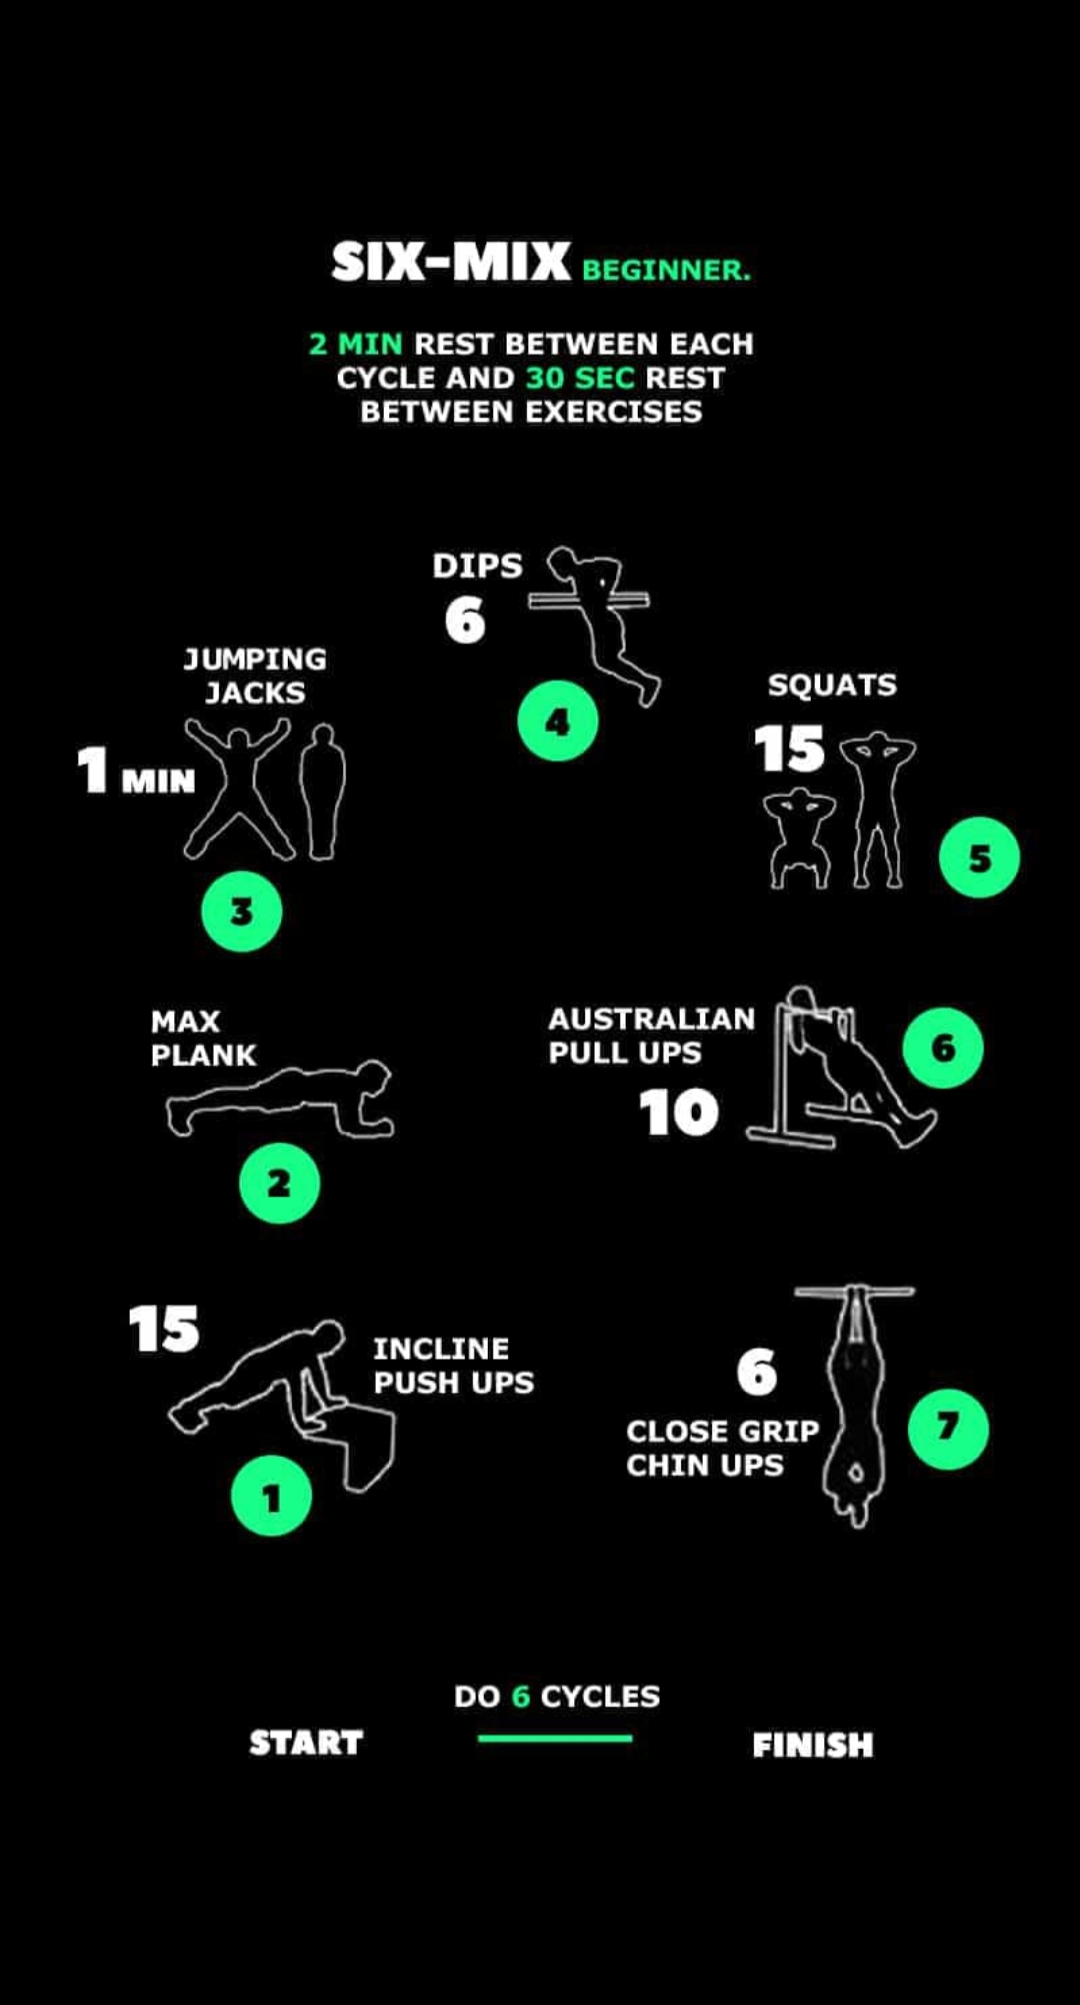 SIX-MIX BEGINNER.
2 MIN REST BETWEEN EACH
CYCLE AND 30 SEC REST
BETWEEN EXERCISES
DIPS
6
4
JUMPING
JACKS
1 MIN
3
SQUATS
15
5
MAX
PLANK
2
AUSTRALIAN
PULL UPS
10
6
15
INCLINE
PUSH UPS
1
6
CLOSE GRIP
CHIN UPS
7
DO 6 CYCLES
START
FINISH